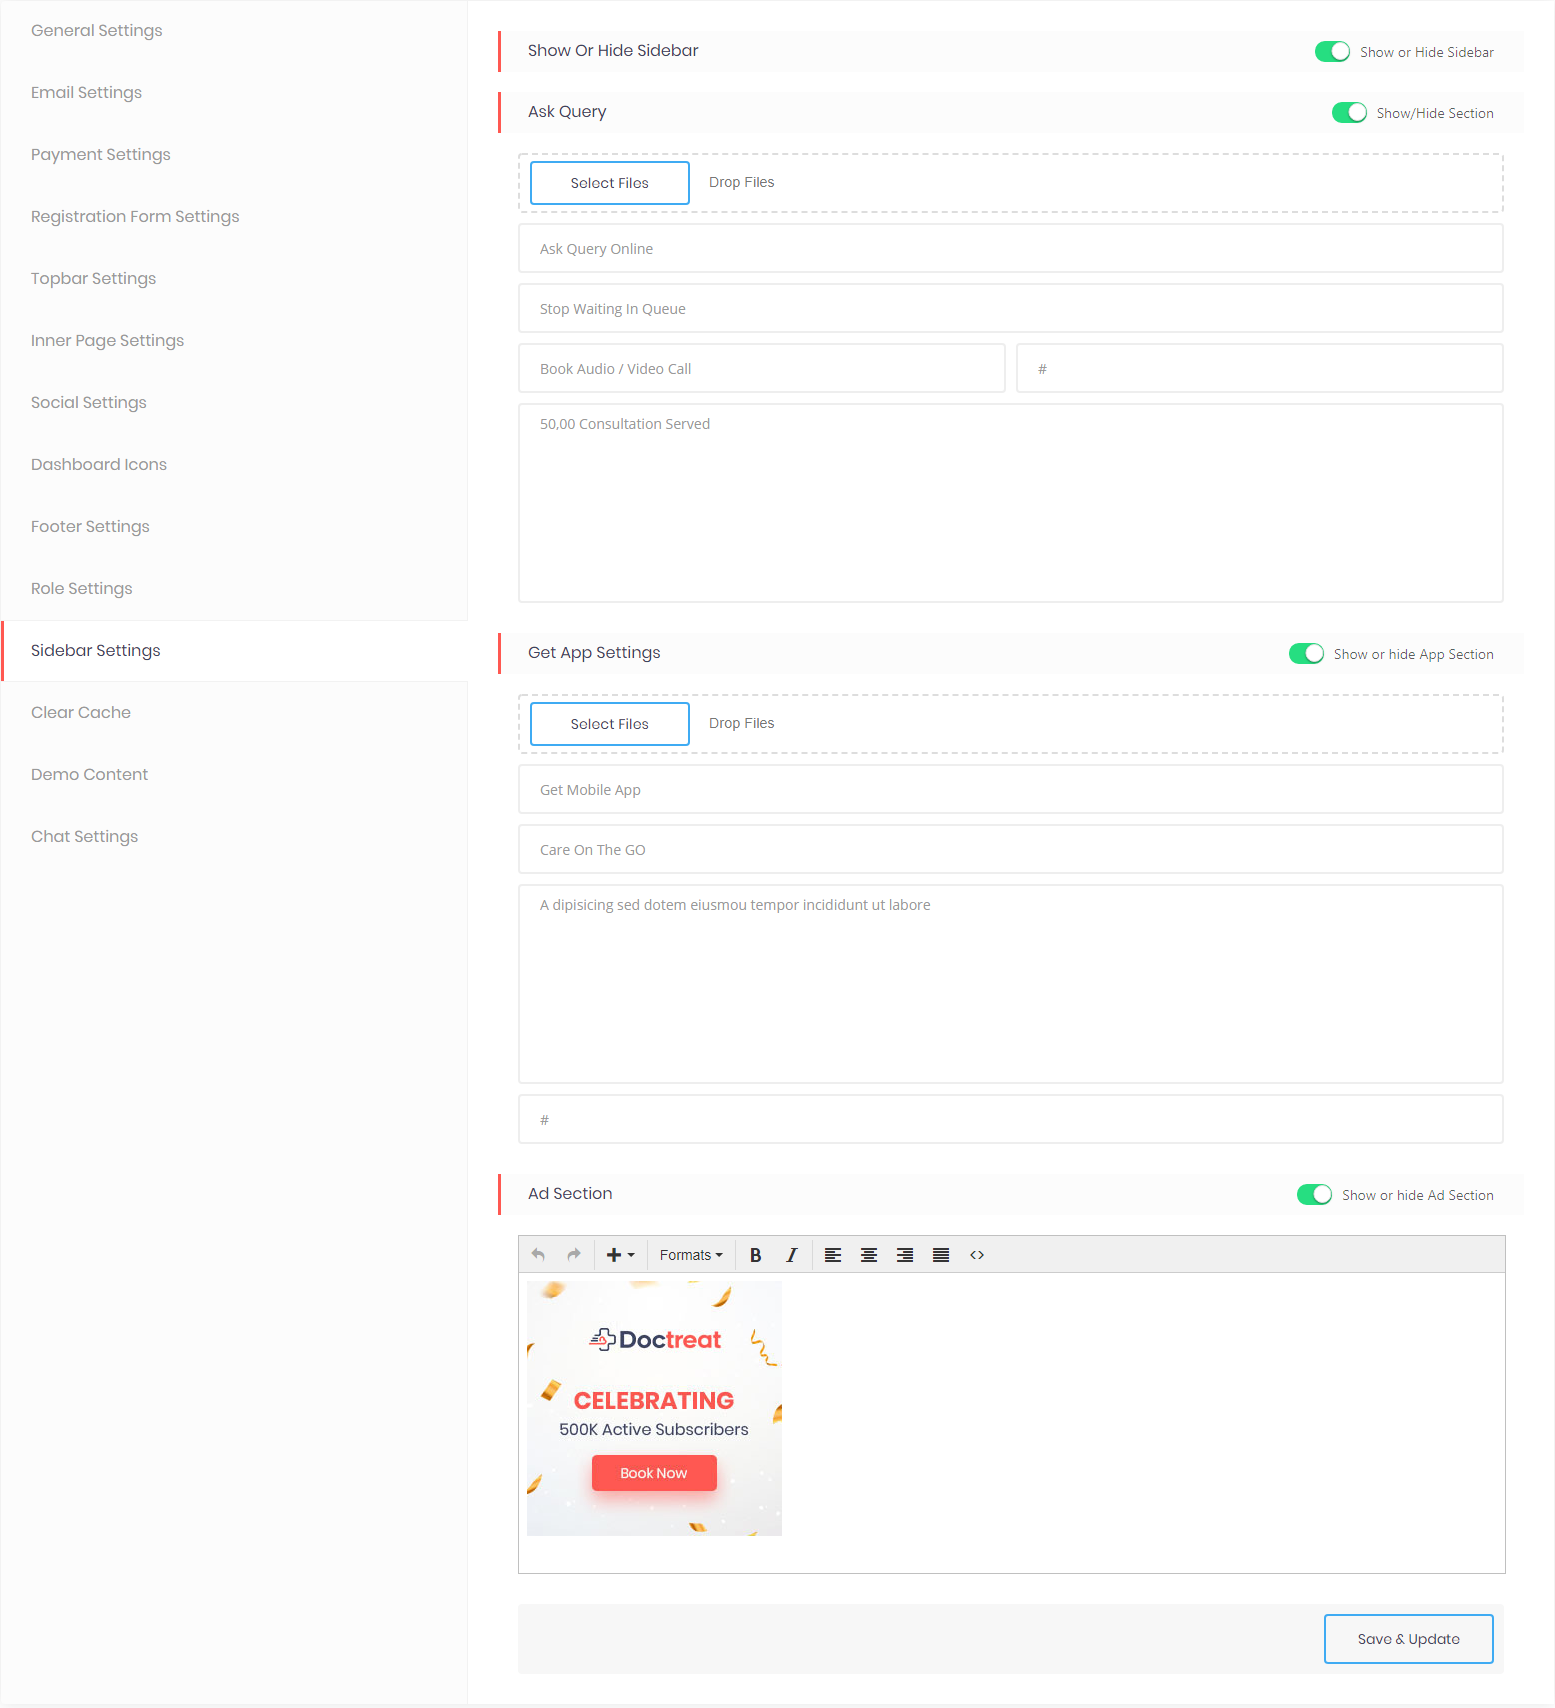 General Settings
Email Settings
Payment Settings
Registration Form Settings
Topbar Settings
Inner Page Settings
Social Settings
Dashboard Icons
Footer Settings
Role Settings
Sidebar Settings
Clear Cache
Demo Content
Chat Settings
Show Or Hide Sidebar
Show or Hide Sidebar
Ask Query
Show/Hide Section
Select Files
Drop Files
Ask Query Online
Stop Waiting In Queue
Book Audio / Video Call
#
50,00 Consultation Served
Get App Settings
Show or hide App Section
Select Files
Drop Files
Get Mobile App
Care On The GO
A dipisicing sed dotem eiusmou tempor incididunt ut labore
#
Ad Section
Show or hide Ad Section
Formats
B I <>
Doctreat
CELEBRATING
500K Active Subscribers
Book Now
Save & Update